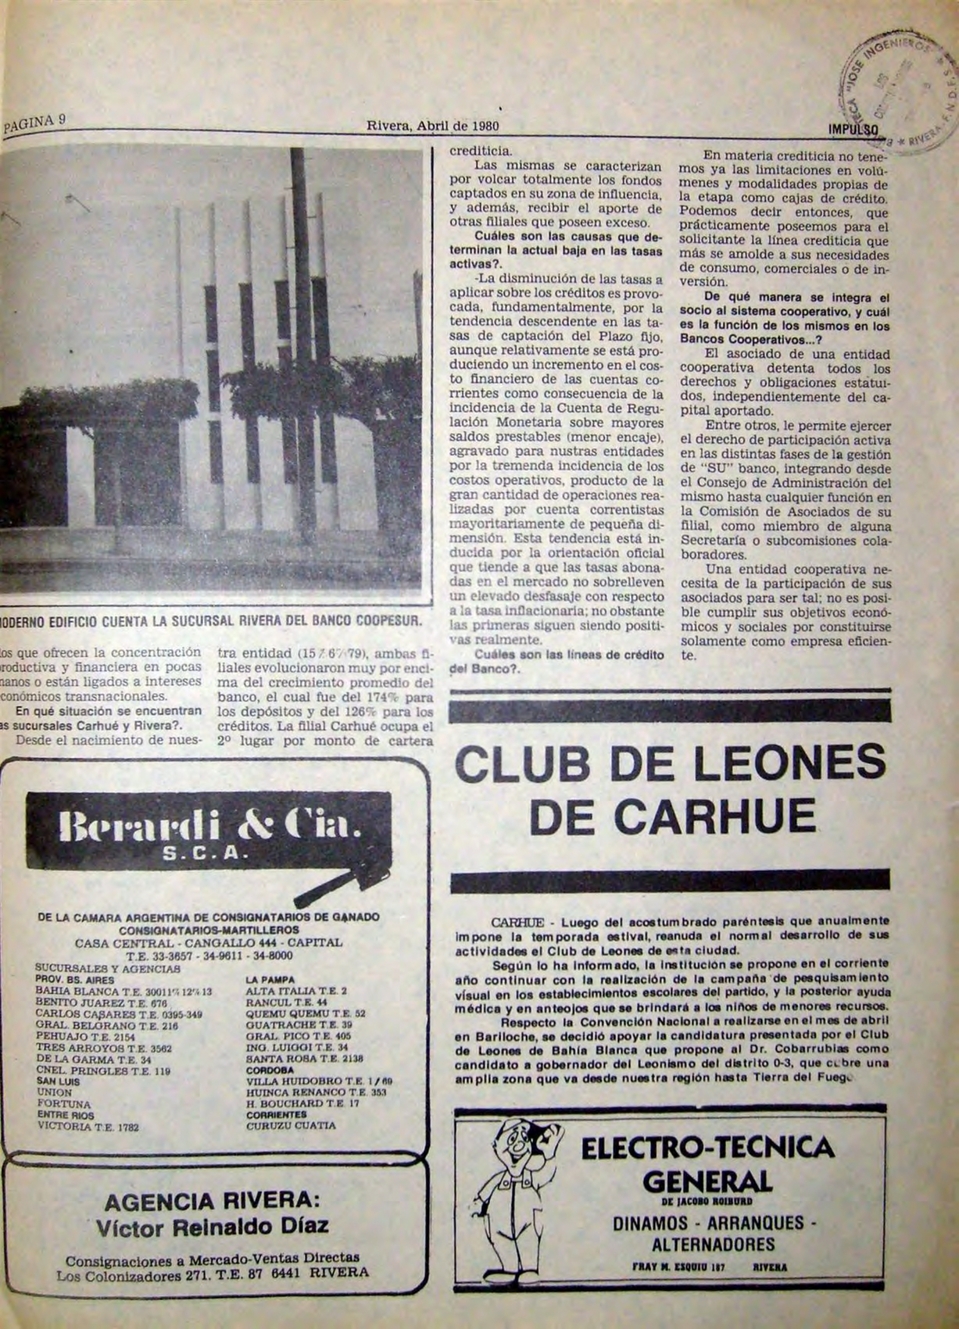 PAGINA 9
Rivera, Abril de 1980
IMPULSO
"JOSE INGENIEROS"
RIVERA
MODERNO EDIFICIO CUENTA LA SUCURSAL RIVERA DEL BANCO COOPESUR.
los que ofrecen la concentración
productiva y financiera en pocas
manos o están ligados a intereses
económicos transnacionales.
En qué situación se encuentran
as sucursales Carhué y Rivera?.
Desde el nacimiento de nues-
tra entidad (15/6/79), ambas fi-
liales evolucionaron muy por enci-
ma del crecimiento promedio del
banco, el cual fue del 174% para
los depósitos y del 126% para los
créditos. La filial Carhué ocupa el
2º lugar por monto de cartera
crediticia.
Las mismas se caracterizan
por volcar totalmente los fondos
captados en su zona de influencia,
y además, recibir el aporte de
otras filiales que poseen exceso.
Cuáles son las causas que de-
terminan la actual baja en las tasas
activas?.
-La disminución de las tasas a
aplicar sobre los créditos es provo-
cada, fundamentalmente, por la
tendencia descendente en las ta-
sas de captación del Plazo fijo,
aunque relativamente se está pro-
duciendo un incremento en el cos-
to financiero de las cuentas co-
rrientes como consecuencia de la
incidencia de la Cuenta de Regu-
lación Monetaria sobre mayores
saldos prestables (menor encaje),
agravado para nustras entidades
por la tremenda incidencia de los
costos operativos, producto de la
gran cantidad de operaciones rea-
lizadas por cuenta correntistas
mayoritariamente de pequeña di-
mensión. Esta tendencia está in-
ducida por la orientación oficial
que tiende a que las tasas abona-
das en el mercado no sobrelleven
un elevado desfasaje con respecto
a la tasa inflacionaria; no obstante
las primeras siguen siendo positi-
vas realmente.
Cuáles son las líneas de crédito
del Banco?.
En materia crediticia no tene-
mos ya las limitaciones en volú-
menes y modalidades propias de
la etapa como cajas de crédito.
Podemos decir entonces, que
prácticamente poseemos para el
solicitante la línea crediticia que
más se amolde a sus necesidades
de consumo, comerciales o de in-
versión.
De qué manera se integra el
socio al sistema cooperativo, y cuál
es la función de los mismos en los
Bancos Cooperativos...?
El asociado de una entidad
cooperativa detenta todos los
derechos y obligaciones estatui-
dos, independientemente del ca-
pital aportado.
Entre otros, le permite ejercer
el derecho de participación activa
en las distintas fases de la gestión
de "SU" banco, integrando desde
el Consejo de Administración del
mismo hasta cualquier función en
la Comisión de Asociados de su
filial, como miembro de alguna
Secretaría o subcomisiones cola-
boradores.
Una entidad cooperativa ne-
cesita de la participación de sus
asociados para ser tal; no es posi-
ble cumplir sus objetivos econó-
micos y sociales por constituirse
solamente como empresa eficien-
te.
Berardi & Cia.
S.C.A.
DE LA CAMARA ARGENTINA DE CONSIGNATARIOS DE GANADO
CONSIGNATARIOS-MARTILLEROS
CASA CENTRAL - CANGALLO 444 - CAPITAL
T.E. 33-3657 - 34-9611 - 34-8000
SUCURSALES Y AGENCIAS
PROV. BS. AIRES
BAHIA BLANCA T.E. 30011
BENITO JUAREZ T.E. 676
CARLOS CASARES T.E. 0395-349
GRAL. BELGRANO T.E. 216
PEHUAJO T.E. 2154
TRES ARROYOS T.E. 3562
DE LA GARMA T.E. 34
CNEL. PRINGLES T.E. 119
SAN LUIS
UNION
FORTUNA
ENTRE RIOS
VICTORIA T.E. 1782
LA PAMPA
ALTA ITALIA T.E. 2
RANCUL T.E. 44
QUEMU QUEMU T.E. 52
GUATRACHE T.E. 39
GRAL. PICO T.E. 405
ING. LUIGGI T.E. 34
SANTA ROSA T.E. 2138
CORDOBA
VILLA HUIDOBRO T.E. 1/69
HUINCA RENANCO T.E. 353
H. BOUCHARD T.E. 17
CORRIENTES
CURUZU CUATIA
AGENCIA RIVERA:
Víctor Reinaldo Díaz
Consignaciones a Mercado-Ventas Directas
Los Colonizadores 271. T.E. 87 6441 RIVERA
CLUB DE LEONES
DE CARHUE
CARHUE - Luego del acostumbrado paréntesis que anualmente
impone la temporada estival, reanuda el normal desarrollo de sus
actividades el Club de Leones de esta ciudad.
Según lo ha informado, la institución se propone en el corriente
año continuar con la realización de la campaña de pesquisamiento
visual en los establecimientos escolares del partido, y la posterior ayuda
médica y en anteojos que se brindará a los niños de menores recursos.
Respecto la Convención Nacional a realizarse en el mes de abril
en Bariloche, se decidió apoyar la candidatura presentada por el Club
de Leones de Bahía Blanca que propone al Dr. Cobarrubias como
candidato a gobernador del Leonismo del distrito 0-3, que cubre una
amplia zona que va desde nuestra región hasta Tierra del Fuego
ELECTRO-TECNICA
GENERAL
DE JACOBO ROIBURD
DINAMOS - ARRANQUES -
ALTERNADORES
FRAY M. ESQUIU 187 RIVERA